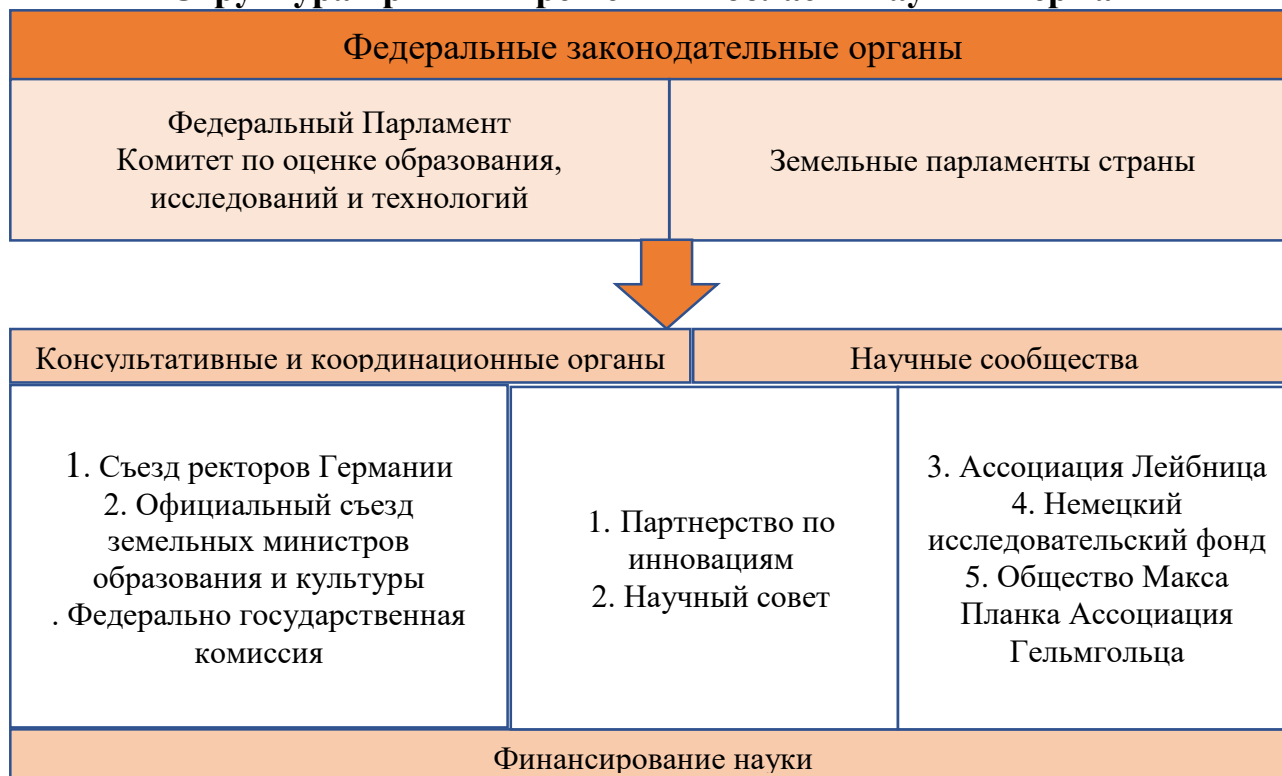 Федеральные законодательные органы
Федеральный Парламент
Комитет по оценке образования,
исследований и технологий
Земельные парламенты страны
Консультативные и координационные органы
Научные сообщества
1. Съезд ректоров Германии
2. Официальный съезд
земельных министров
образования и культуры
. Федерально государственная
комиссия
1. Партнерство по
инновациям
2. Научный совет
3. Ассоциация Лейбница
4. Немецкий
исследовательский фонд
5. Общество Макса
Планка Ассоциация
Гельмгольца
Финансирование науки